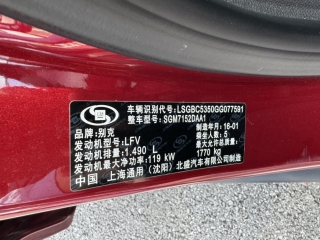 车辆识别代号:LSGBC5350GG077591
整车型号:SGM7152DAA1
品牌:别克 制造年月:16-01
发动机型号:LFV 乘坐人数:5
发动机排量:1.490 L 最大允许总质量:
发动机最大净功率:119 kW 1770 kg
中国 上海通用(沈阳)北盛汽车有限公司制造